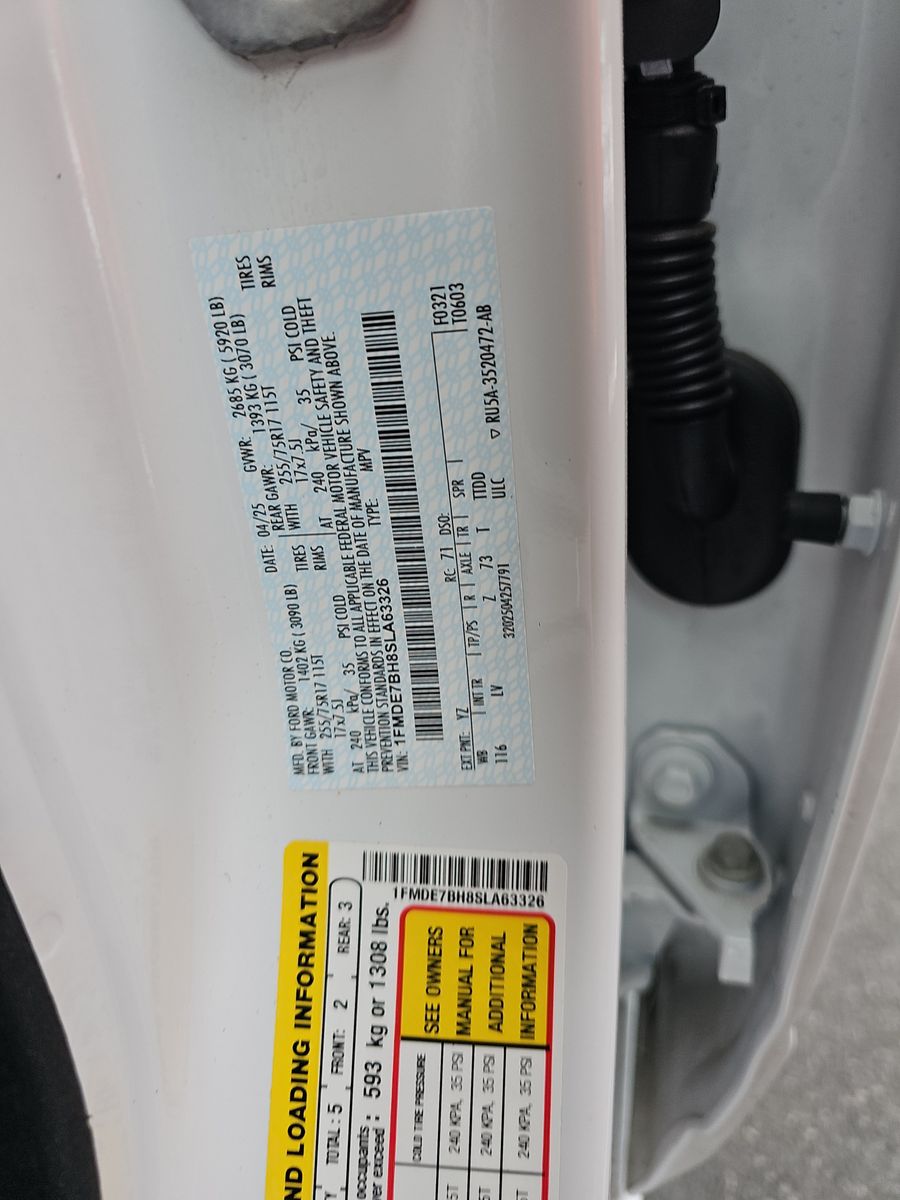 MFD. BY FORD MOTOR CO.
DATE: 04/25 GVWR: 2685 KG ( 5920 LB)
FRONT GAWR: 1402 KG ( 3090 LB)
REAR GAWR: 1393 KG ( 3070 LB)
WITH 255/75R17 115T TIRES
WITH 255/75R17 115T TIRES
17x7.5J RIMS
17x7.5J RIMS
AT 240 kPa/ 35 PSI COLD
AT 240 kPa/ 35 PSI COLD
THIS VEHICLE CONFORMS TO ALL APPLICABLE FEDERAL MOTOR VEHICLE SAFETY AND THEFT
PREVENTION STANDARDS IN EFFECT ON THE DATE OF MANUFACTURE SHOWN ABOVE.
VIN: 1FMDE7BH8SLA63326
TYPE: MPV
EXT PNT: YZ RC: 71 DSO: F0321
T0603
WB INT TR TP/PS R AXLE TR SPR
116 LV Z 73 T TTDD
ULC
3202504257791 ▽ RU5A-3520472-AB
ND LOADING INFORMATION
Y TOTAL: 5 FRONT: 2 REAR: 3
occupants : 593 kg or 1308 lbs.
ver exceed
1FMDE7BH8SLA63326
COLD TIRE PRESSURE
5T 240 KPA, 35 PSI
5T 240 KPA, 35 PSI
5T 240 KPA, 35 PSI
SEE OWNERS
MANUAL FOR
ADDITIONAL
INFORMATION